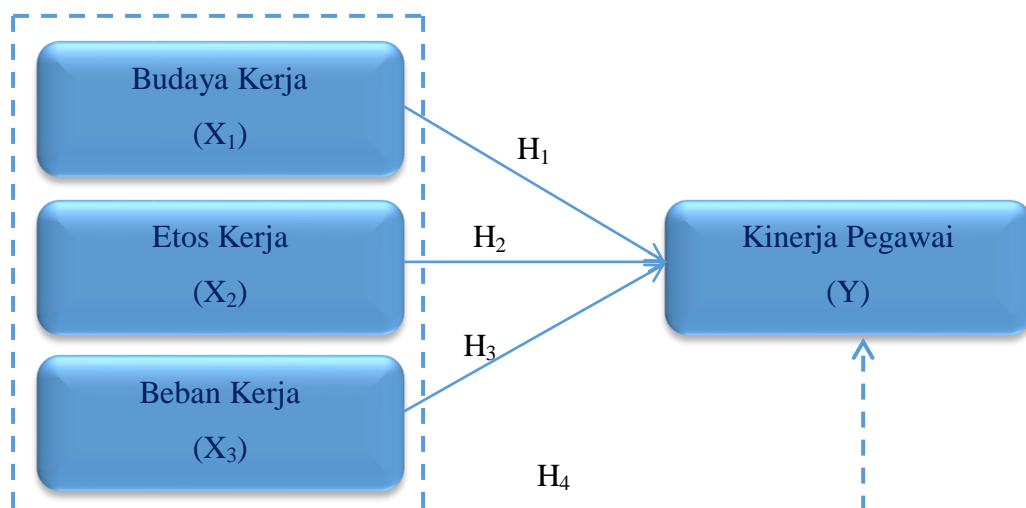 Budaya Kerja
(X₁)
H₁
Etos Kerja
(X₂)
H₂
Kinerja Pegawai
(Y)
H₃
Beban Kerja
(X₃)
H₄